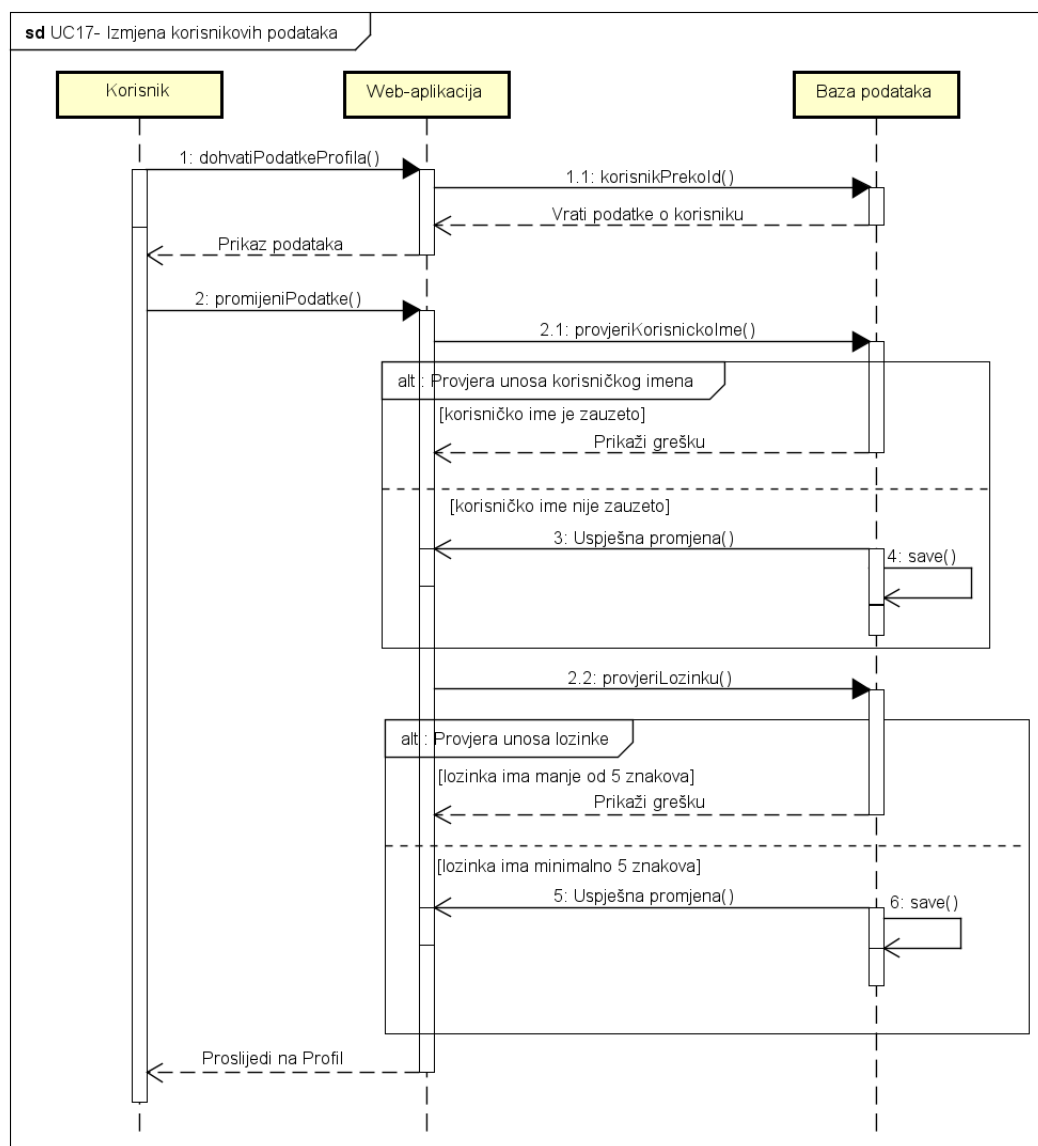 sd UC17- Izmjena korisnikovih podataka
Korisnik
Web-aplikacija
Baza podataka
1: dohvatiPodatkeProfila()
1.1: korisnikPrekoId()
Vrati podatke o korisniku
Prikaz podataka
2: promijeniPodatke()
2.1: provjeriKorisnickoIme()
alt : Provjera unosa korisničkog imena
[korisničko ime je zauzeto]
Prikaži grešku
[korisničko ime nije zauzeto]
3: Uspješna promjena()
4: save()
2.2: provjeriLozinku()
alt : Provjera unosa lozinke
[lozinka ima manje od 5 znakova]
Prikaži grešku
[lozinka ima minimalno 5 znakova]
5: Uspješna promjena()
6: save()
Proslijedi na Profil